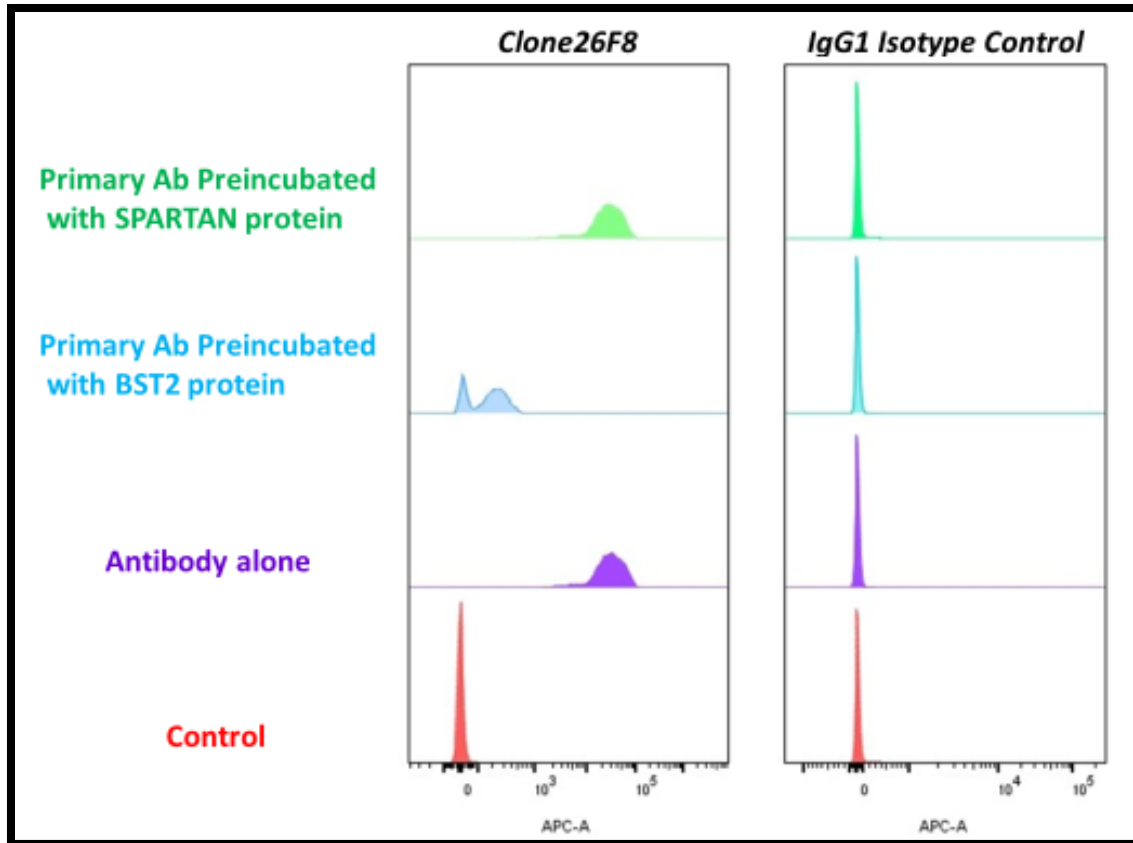 Clone26F8
IgG1 Isotype Control
Primary Ab Preincubated
with SPARTAN protein
Primary Ab Preincubated
with BST2 protein
Antibody alone
Control
0 10³ 10⁵
APC-A
0 10⁴ 10⁵
APC-A